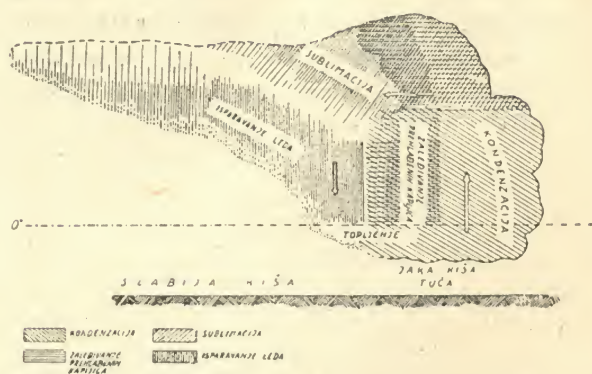 SUBLIMACIJA
ISPARAVANJE LEDA
ZALEĐIVANJE
PREHLAĐENIH KAPLJICA
KONDENZACIJA
0°
TOPLJENJE
SLABIJA KIŠA
JAKA KIŠA
TUČA
KONDENZACIJA
SUBLIMACIJA
ZALEĐIVANJE
PREHLAĐENIH
KAPLJICA
ISPARAVANJE LEDA